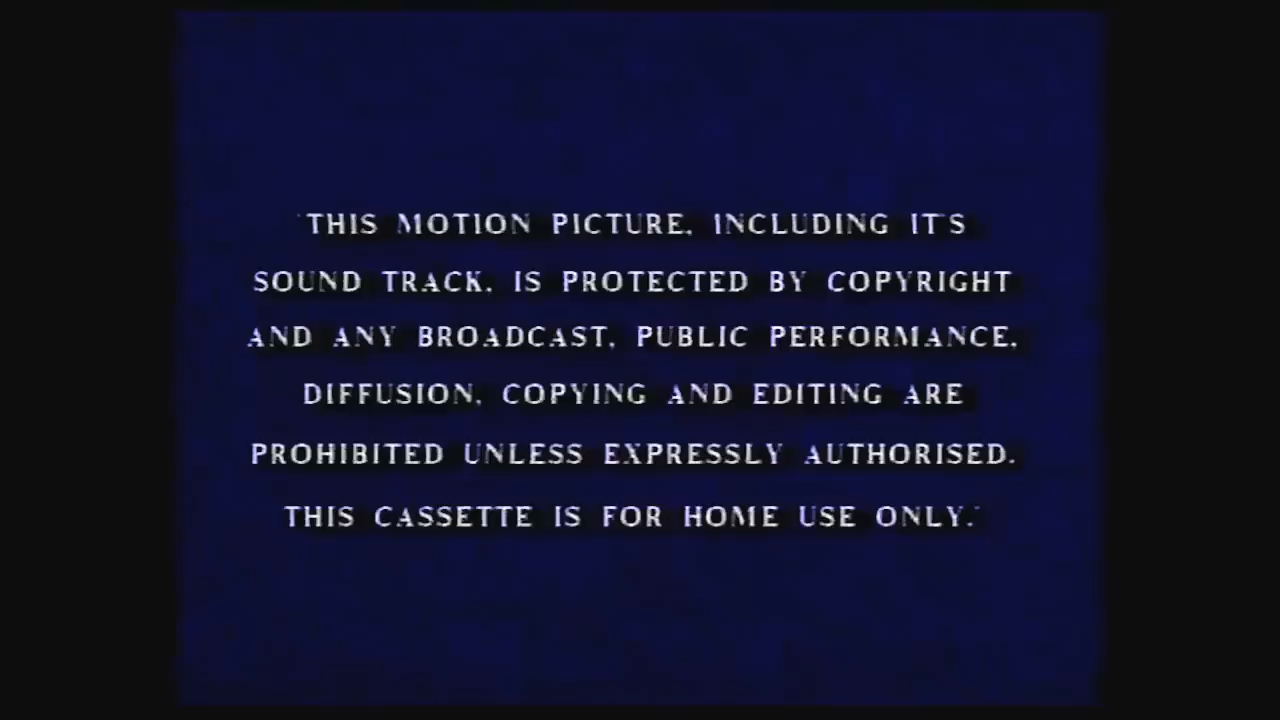 'THIS MOTION PICTURE, INCLUDING IT'S
SOUND TRACK, IS PROTECTED BY COPYRIGHT
AND ANY BROADCAST, PUBLIC PERFORMANCE,
DIFFUSION, COPYING AND EDITING ARE
PROHIBITED UNLESS EXPRESSLY AUTHORISED.
THIS CASSETTE IS FOR HOME USE ONLY.'